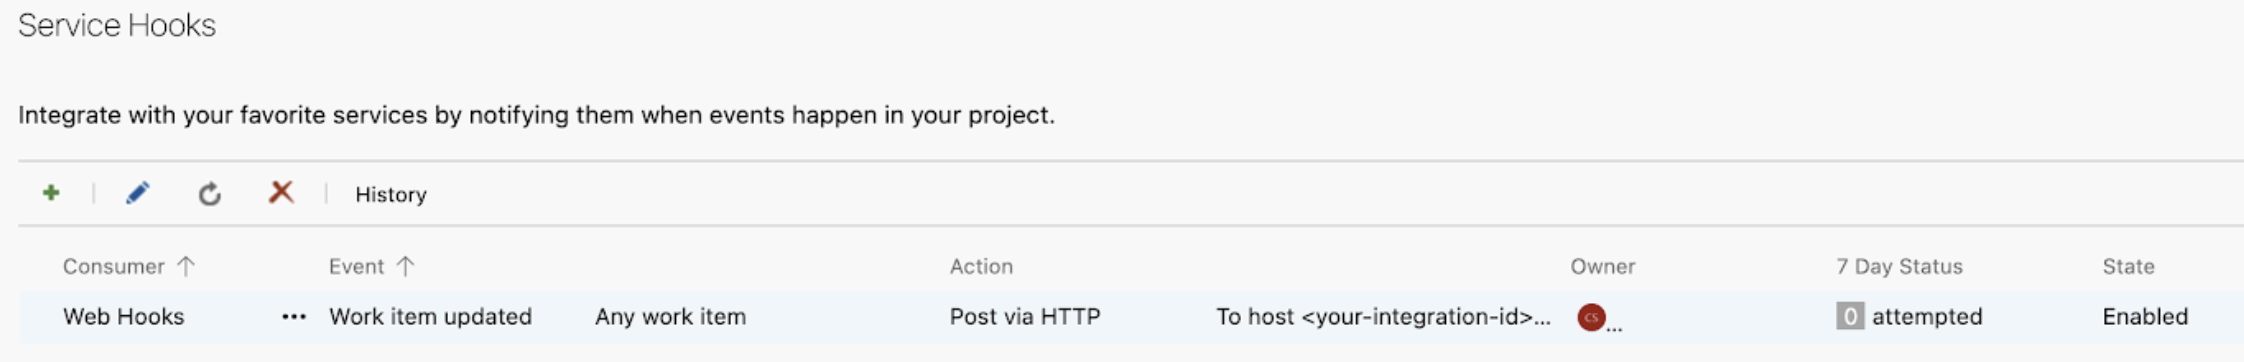 Service Hooks
Integrate with your favorite services by notifying them when events happen in your project.
History
Consumer ↑ Event ↑ Action Owner 7 Day Status State
Web Hooks ••• Work item updated Any work item Post via HTTP To host <your-integration-id>... CS ... 0 attempted Enabled